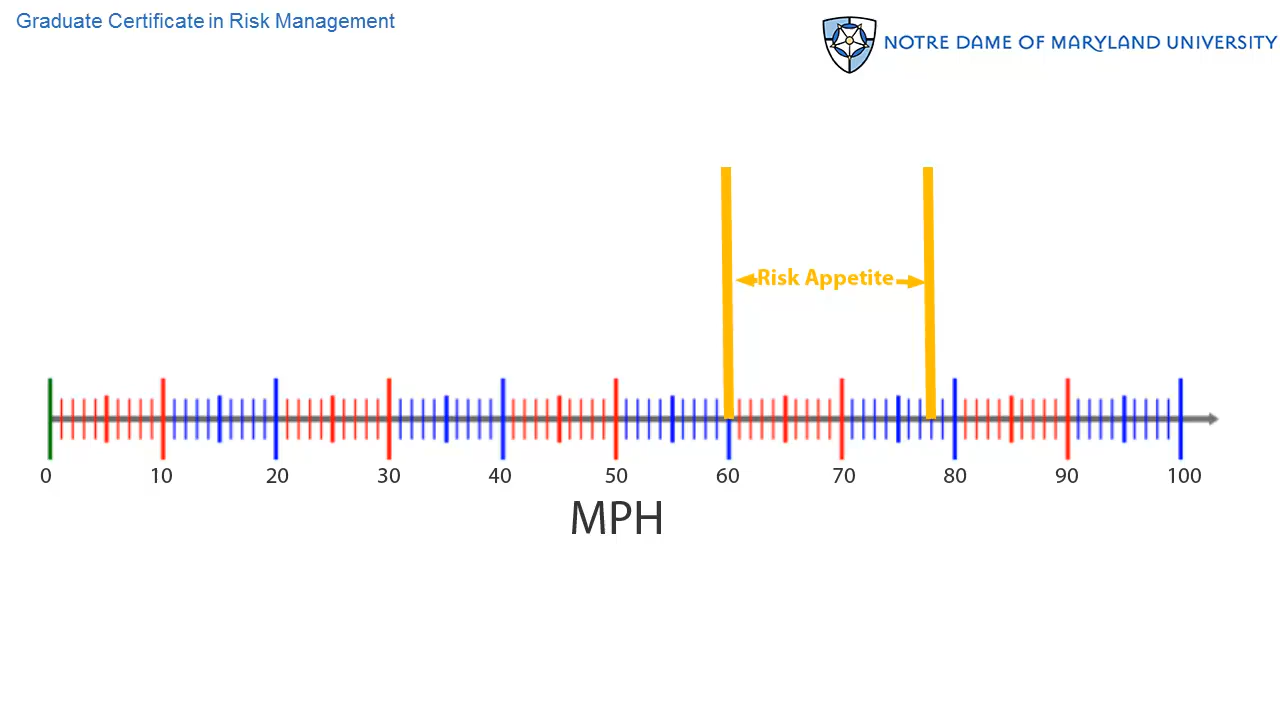 Graduate Certificate in Risk Management
NOTRE DAME OF MARYLAND UNIVERSITY
Risk Appetite
0 10 20 30 40 50 60 70 80 90 100
MPH